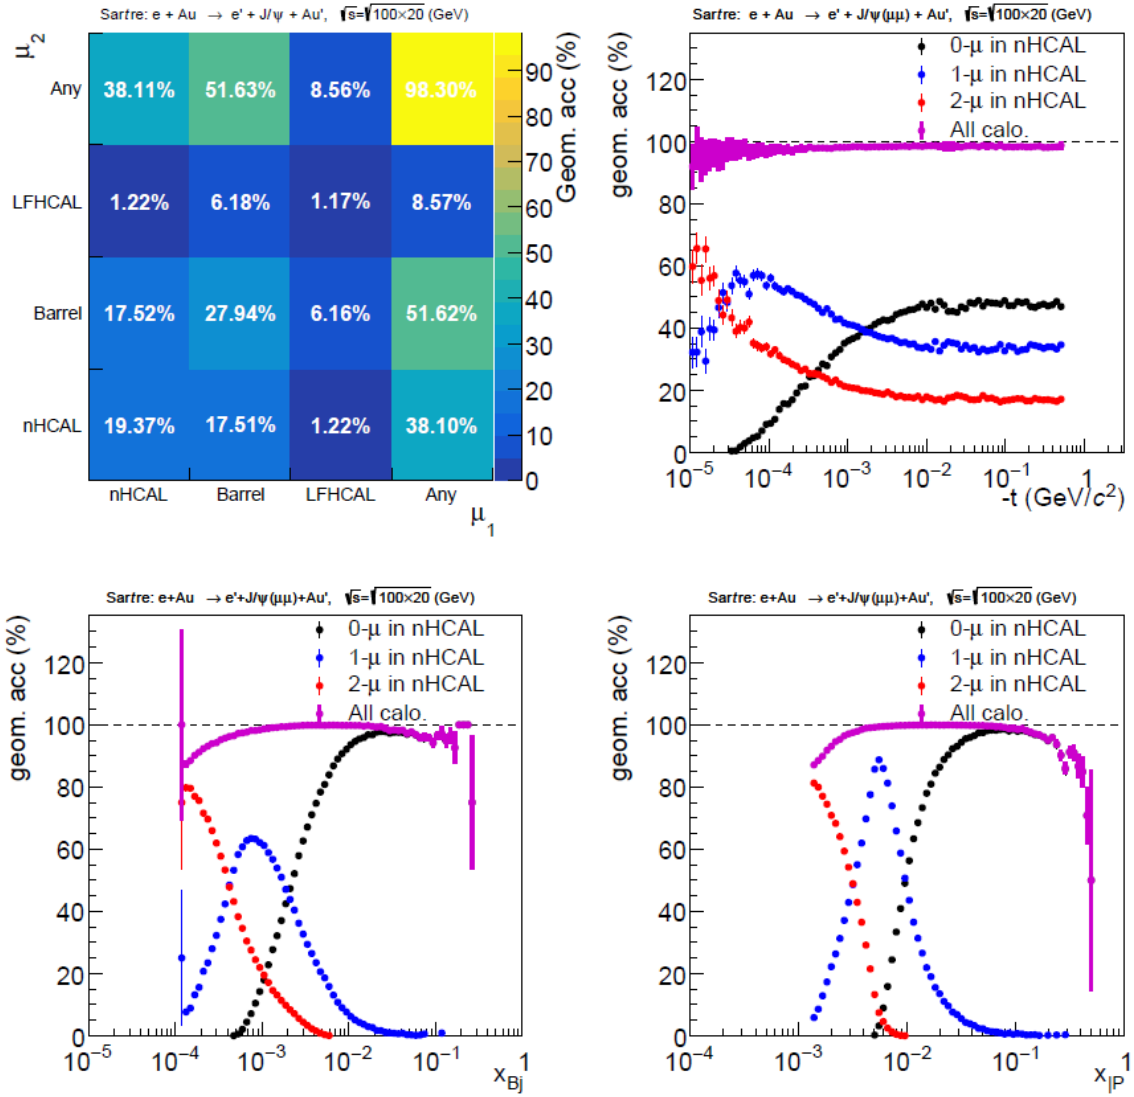 Sartre: e + Au → e' + J/ψ + Au', √s=√100×20 (GeV)
μ2
Any
LFHCAL
Barrel
nHCAL
38.11% 51.63% 8.56% 98.30%
1.22% 6.18% 1.17% 8.57%
17.52% 27.94% 6.16% 51.62%
19.37% 17.51% 1.22% 38.10%
nHCAL Barrel LFHCAL Any
μ1
90
80
70
60
50
40
30
20
10
0
Geom. acc (%)
Sartre: e + Au → e' + J/ψ(μμ) + Au', √s=√100×20 (GeV)
geom. acc (%)
0-μ in nHCAL
1-μ in nHCAL
2-μ in nHCAL
All calo.
120
100
80
60
40
20
0
10⁻⁵ 10⁻⁴ 10⁻³ 10⁻² 10⁻¹ 1
-t (GeV/c²)
Sartre: e+Au → e'+J/ψ(μμ)+Au', √s=√100×20 (GeV)
geom. acc (%)
0-μ in nHCAL
1-μ in nHCAL
2-μ in nHCAL
All calo.
120
100
80
60
40
20
0
10⁻⁵ 10⁻⁴ 10⁻³ 10⁻² 10⁻¹ 1
xBj
Sartre: e+Au → e'+J/ψ(μμ)+Au', √s=√100×20 (GeV)
geom. acc (%)
0-μ in nHCAL
1-μ in nHCAL
2-μ in nHCAL
All calo.
120
100
80
60
40
20
0
10⁻⁴ 10⁻³ 10⁻² 10⁻¹ 1
x|P